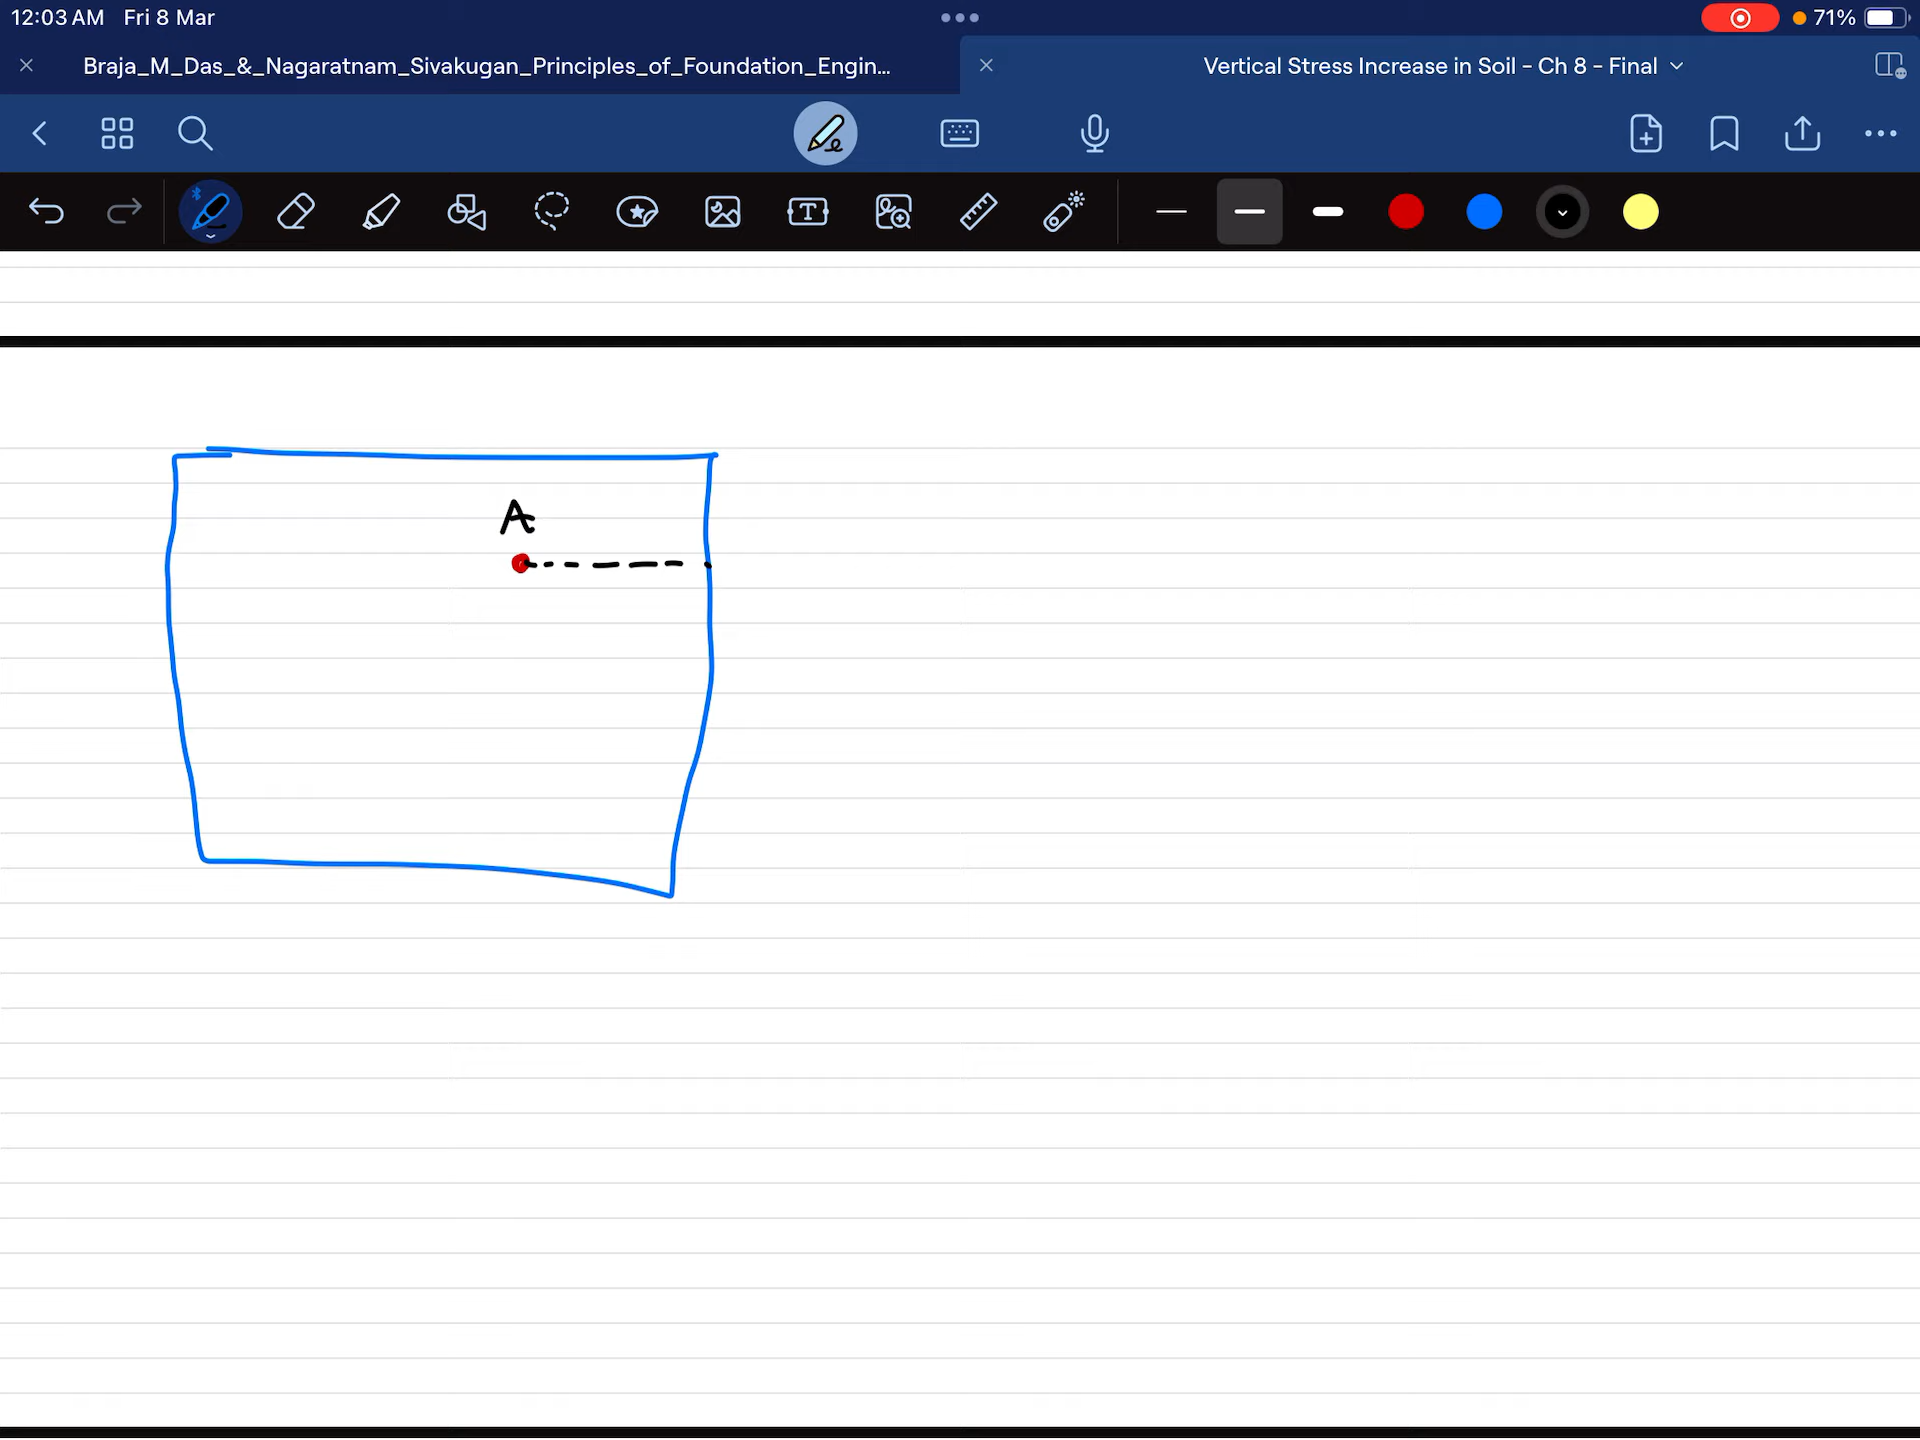 12:03 AM Fri 8 Mar
71%
Braja_M_Das_&_Nagaratnam_Sivakugan_Principles_of_Foundation_Engin...
Vertical Stress Increase in Soil - Ch 8 - Final
A